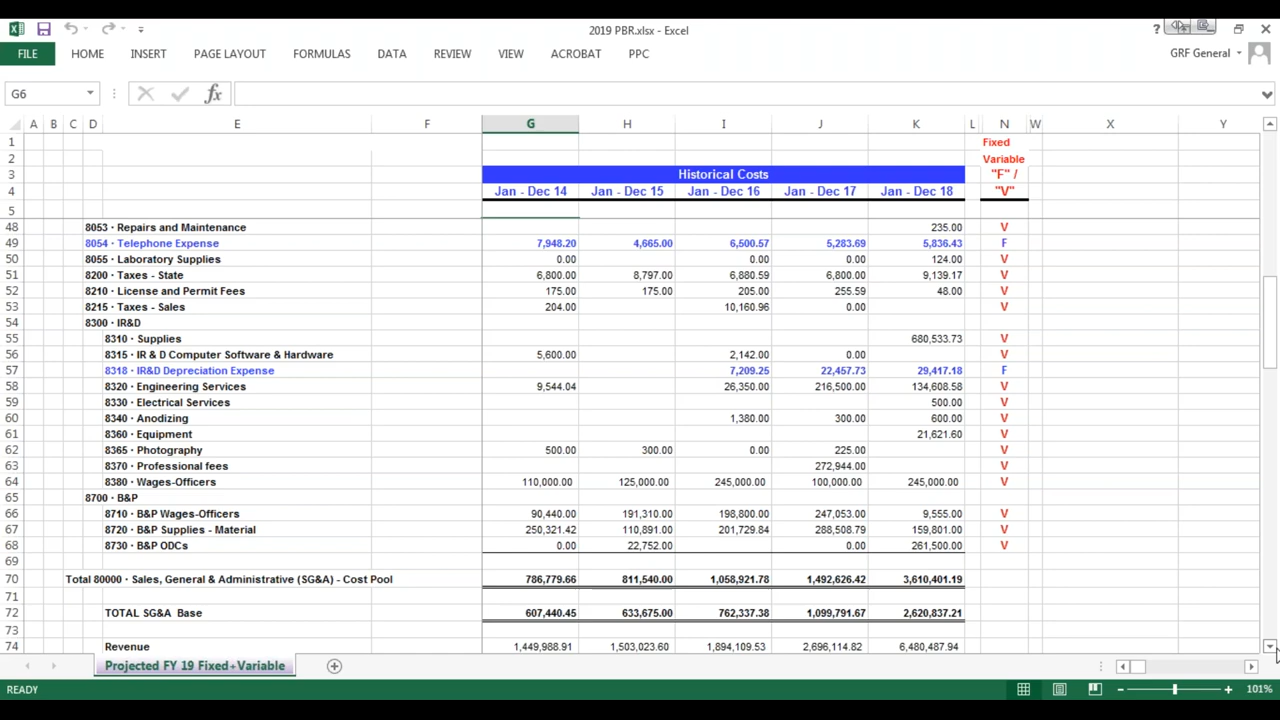 2019 PBR.xlsx - Excel
?
FILE HOME INSERT PAGE LAYOUT FORMULAS DATA REVIEW VIEW ACROBAT PPC GRF General
G6 fx
A B C D E F G H I J K L N W X Y
1 Fixed
2 Variable
3 Historical Costs "F" /
4 Jan - Dec 14 Jan - Dec 15 Jan - Dec 16 Jan - Dec 17 Jan - Dec 18 "V"
5
48 8053 · Repairs and Maintenance 235.00 V
49 8054 · Telephone Expense 7,948.20 4,665.00 6,500.57 5,283.69 5,836.43 F
50 8055 · Laboratory Supplies 0.00 0.00 0.00 124.00 V
51 8200 · Taxes - State 6,800.00 8,797.00 6,880.59 6,800.00 9,139.17 V
52 8210 · License and Permit Fees 175.00 175.00 205.00 255.59 48.00 V
53 8215 · Taxes - Sales 204.00 10,160.96 0.00 V
54 8300 · IR&D
55 8310 · Supplies 680,533.73 V
56 8315 · IR & D Computer Software & Hardware 5,600.00 2,142.00 0.00 V
57 8318 · IR&D Depreciation Expense 7,209.25 22,457.73 29,417.18 F
58 8320 · Engineering Services 9,544.04 26,350.00 216,500.00 134,608.58 V
59 8330 · Electrical Services 500.00 V
60 8340 · Anodizing 1,380.00 300.00 600.00 V
61 8360 · Equipment 21,621.60 V
62 8365 · Photography 500.00 300.00 0.00 225.00 V
63 8370 · Professional fees 272,944.00 V
64 8380 · Wages-Officers 110,000.00 125,000.00 245,000.00 100,000.00 245,000.00 V
65 8700 · B&P
66 8710 · B&P Wages-Officers 90,440.00 191,310.00 198,800.00 247,053.00 9,555.00 V
67 8720 · B&P Supplies - Material 250,321.42 110,891.00 201,729.84 288,508.79 159,801.00 V
68 8730 · B&P ODCs 0.00 22,752.00 0.00 261,500.00 V
69
70 Total 80000 · Sales, General & Administrative (SG&A) - Cost Pool 786,779.66 811,540.00 1,058,921.78 1,492,626.42 3,610,401.19
71
72 TOTAL SG&A Base 607,440.45 633,675.00 762,337.38 1,099,791.67 2,620,837.21
73
74 Revenue 1,449,988.91 1,503,023.60 1,894,109.53 2,696,114.82 6,480,487.94
Projected FY 19 Fixed+Variable
READY 101%